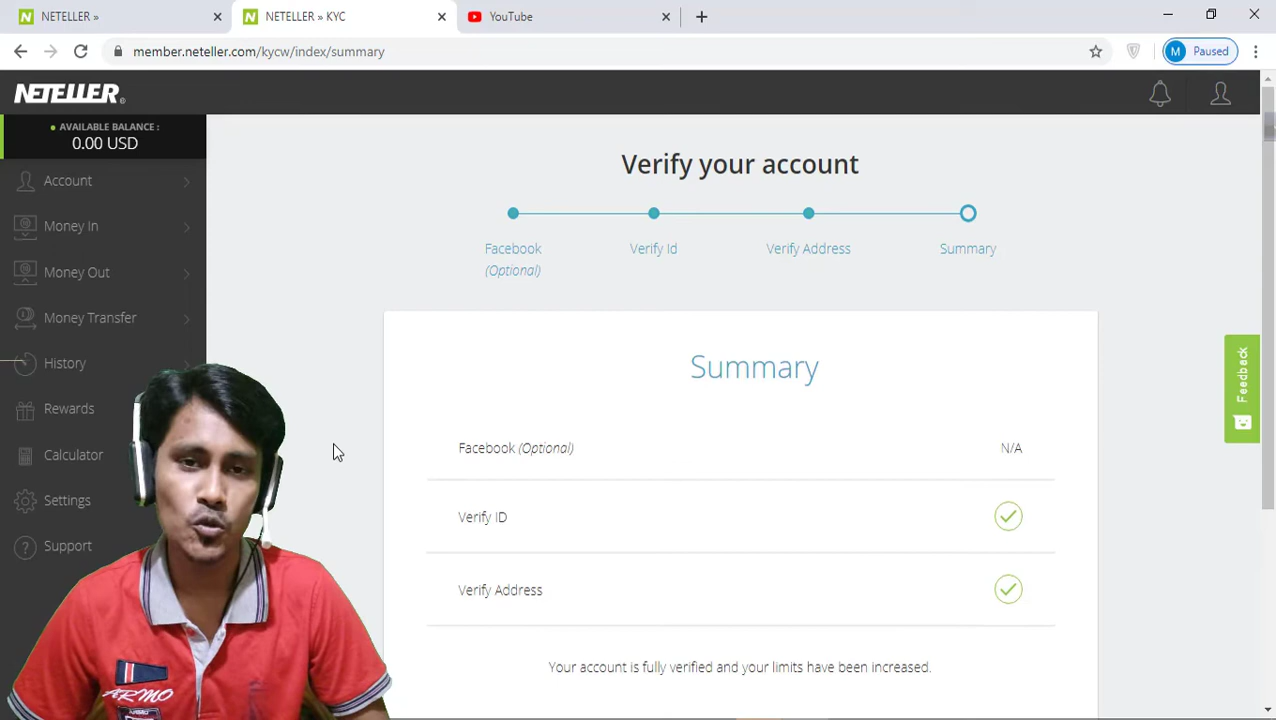 NETELLER »
NETELLER » KYC
YouTube
member.neteller.com/kycw/index/summary
M
Paused
NETELLER
AVAILABLE BALANCE :
0.00 USD
Account
Money In
Money Out
Money Transfer
History
Rewards
Calculator
Settings
Support
Verify your account
Facebook
(Optional)
Verify Id
Verify Address
Summary
Summary
Facebook (Optional)
N/A
Verify ID
Verify Address
Your account is fully verified and your limits have been increased.
Feedback
ARMO